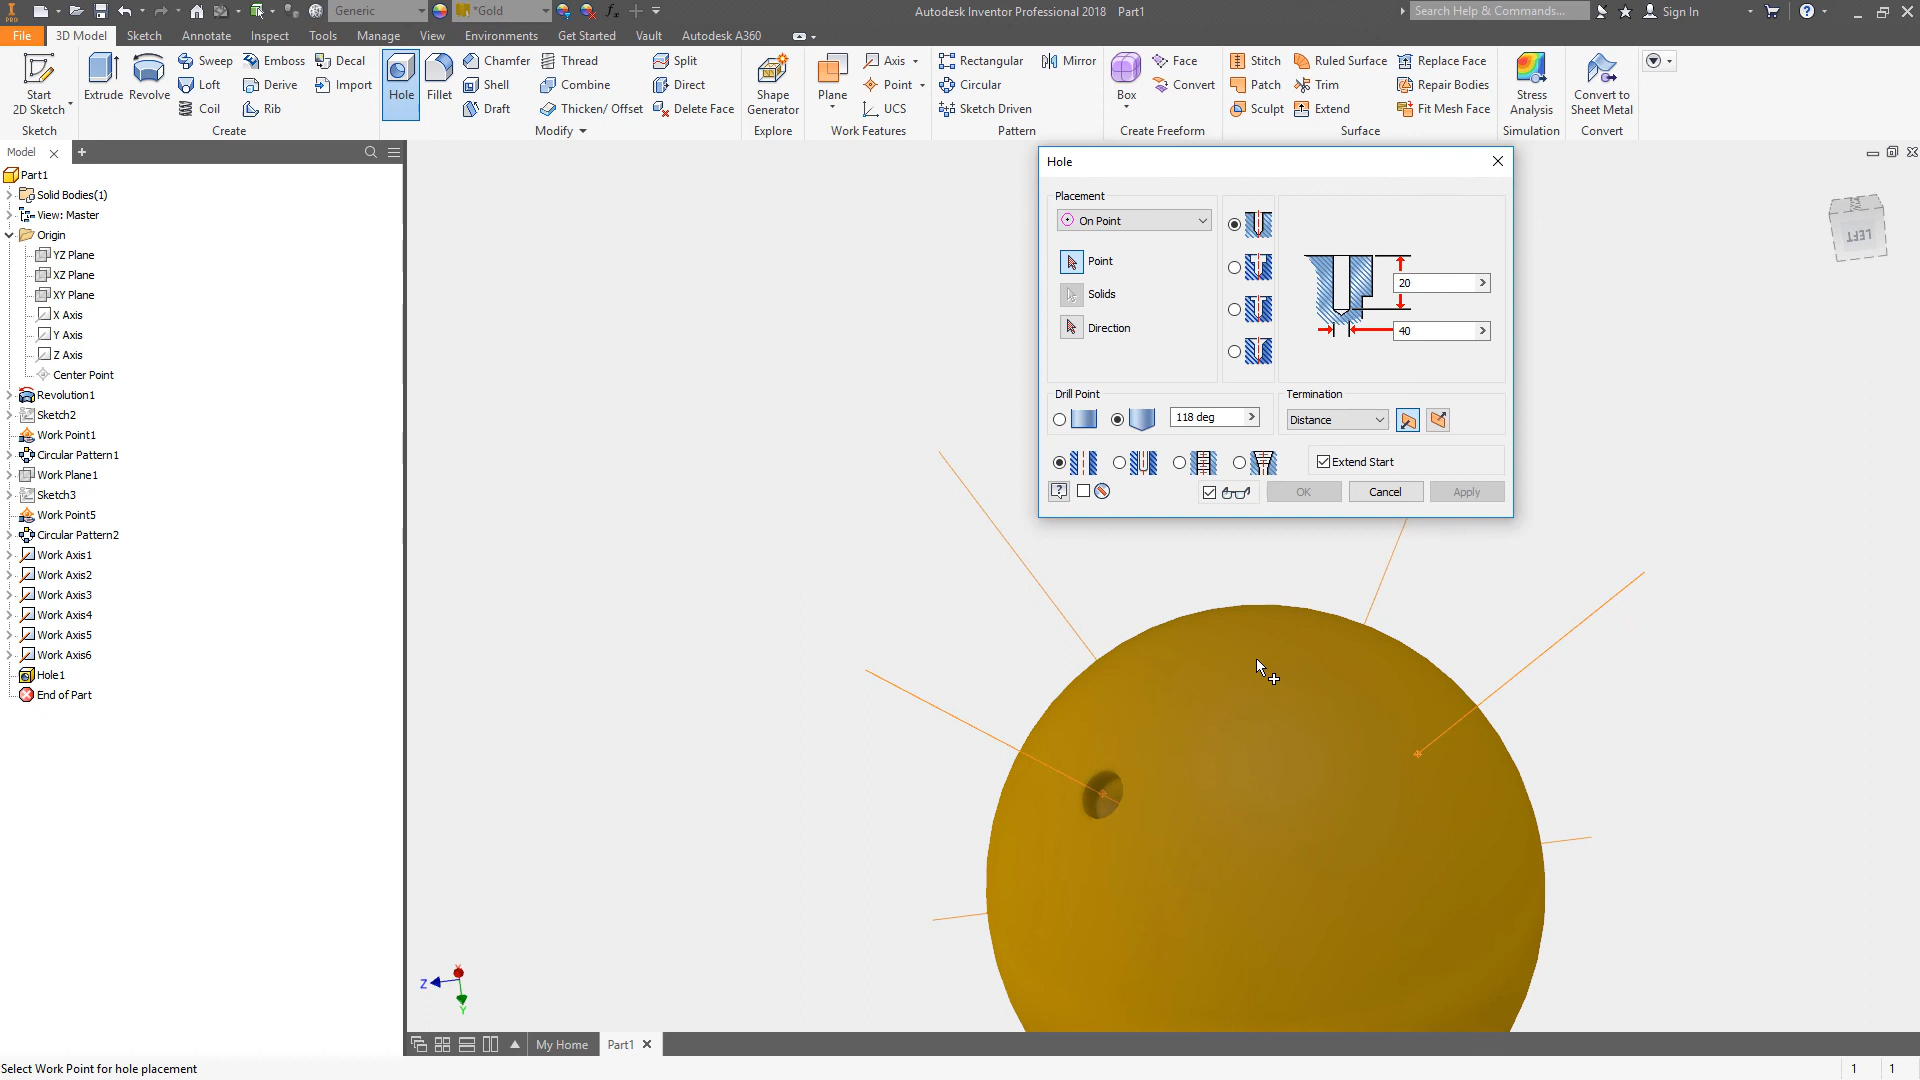 PRO
Generic
*Gold
Autodesk Inventor Professional 2018 Part1
Search Help & Commands...
Sign In
File 3D Model Sketch Annotate Inspect Tools Manage View Environments Get Started Vault Autodesk A360
Start
2D Sketch
Sketch
Extrude
Revolve
Sweep
Loft
Coil
Emboss
Derive
Rib
Decal
Import
Create
Hole
Fillet
Chamfer
Shell
Draft
Thread
Combine
Thicken/ Offset
Split
Direct
Delete Face
Modify
Shape
Generator
Explore
Plane
Axis
Point
UCS
Work Features
Rectangular
Circular
Sketch Driven
Mirror
Pattern
Box
Face
Convert
Create Freeform
Stitch
Patch
Sculpt
Ruled Surface
Trim
Extend
Replace Face
Repair Bodies
Fit Mesh Face
Surface
Stress
Analysis
Simulation
Convert to
Sheet Metal
Convert
Model
Part1
Solid Bodies(1)
View: Master
Origin
YZ Plane
XZ Plane
XY Plane
X Axis
Y Axis
Z Axis
Center Point
Revolution1
Sketch2
Work Point1
Circular Pattern1
Work Plane1
Sketch3
Work Point5
Circular Pattern2
Work Axis1
Work Axis2
Work Axis3
Work Axis4
Work Axis5
Work Axis6
Hole1
End of Part
Hole
Placement
On Point
Point
Solids
Direction
20
40
Drill Point
118 deg
Termination
Distance
Extend Start
OK
Cancel
Apply
LEFT
X
Z
Y
My Home
Part1
Select Work Point for hole placement
1
1